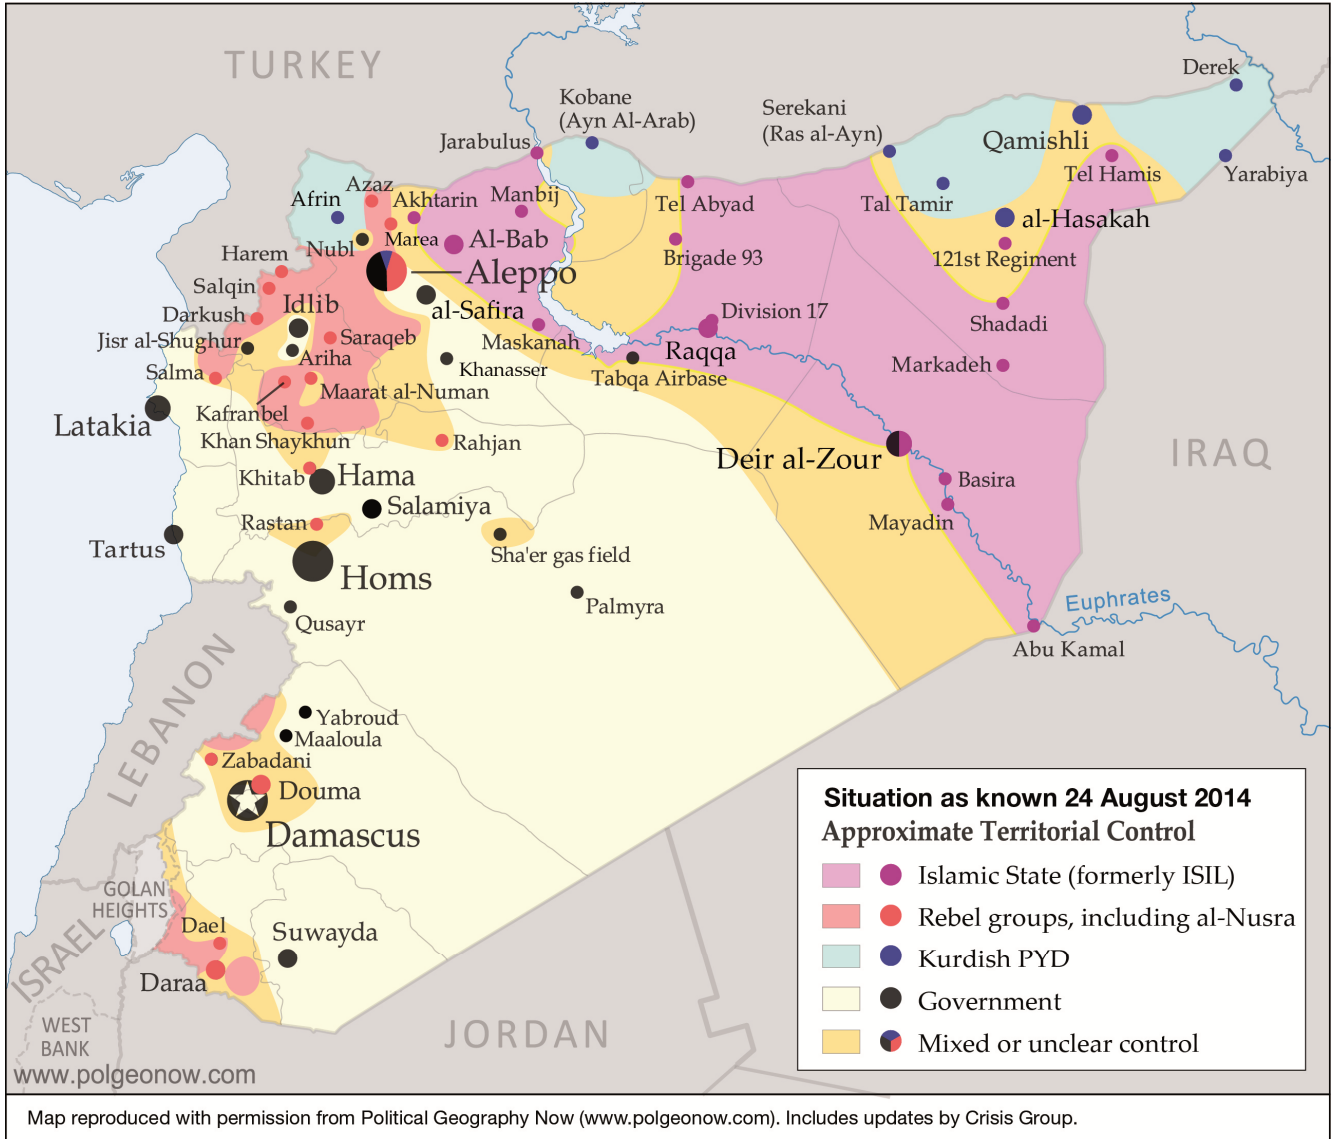 TURKEY
Derek
Kobane
(Ayn Al-Arab)
Serekani
(Ras al-Ayn)
Qamishli
Jarabulus
Tel Hamis
Yarabiya
Azaz
Afrin
Akhtarin
Manbij
Tel Abyad
Tal Tamir
al-Hasakah
Nubl
Marea
Al-Bab
Brigade 93
121st Regiment
Harem
Salqin
Aleppo
Idlib
al-Safira
Division 17
Darkush
Shadadi
Jisr al-Shughur
Saraqeb
Maskanah
Raqqa
Ariha
Khanasser
Tabqa Airbase
Markadeh
Salma
Maarat al-Numan
Latakia
Kafranbel
Khan Shaykhun
Rahjan
Deir al-Zour
IRAQ
Khitab
Hama
Basira
Salamiya
Mayadin
Rastan
Tartus
Sha'er gas field
Homs
Palmyra
Euphrates
Qusayr
Abu Kamal
LEBANON
Yabroud
Maaloula
Zabadani
Douma
Damascus
GOLAN
HEIGHTS
Dael
Suwayda
ISRAEL
Daraa
WEST
BANK
JORDAN
www.polgeonow.com
Situation as known 24 August 2014
Approximate Territorial Control
Islamic State (formerly ISIL)
Rebel groups, including al-Nusra
Kurdish PYD
Government
Mixed or unclear control
Map reproduced with permission from Political Geography Now (www.polgeonow.com). Includes updates by Crisis Group.